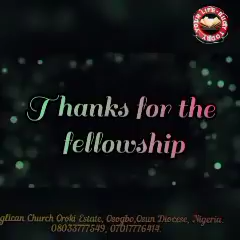 Thanks for the
fellowship
glican Church Oroki Estate, Osogbo,Osun Diocese, Nigeria.
08033777549, 07017776414.